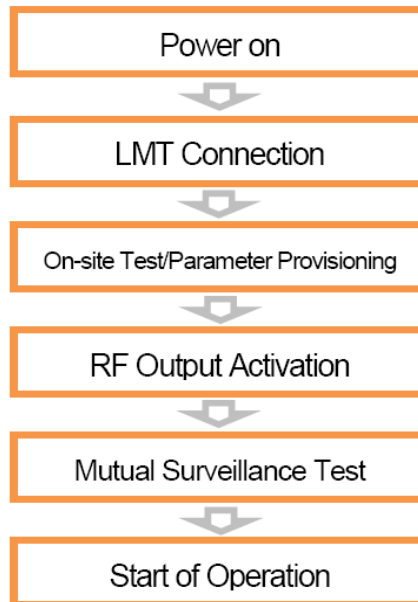 Power on
LMT Connection
On-site Test/Parameter Provisioning
RF Output Activation
Mutual Surveillance Test
Start of Operation